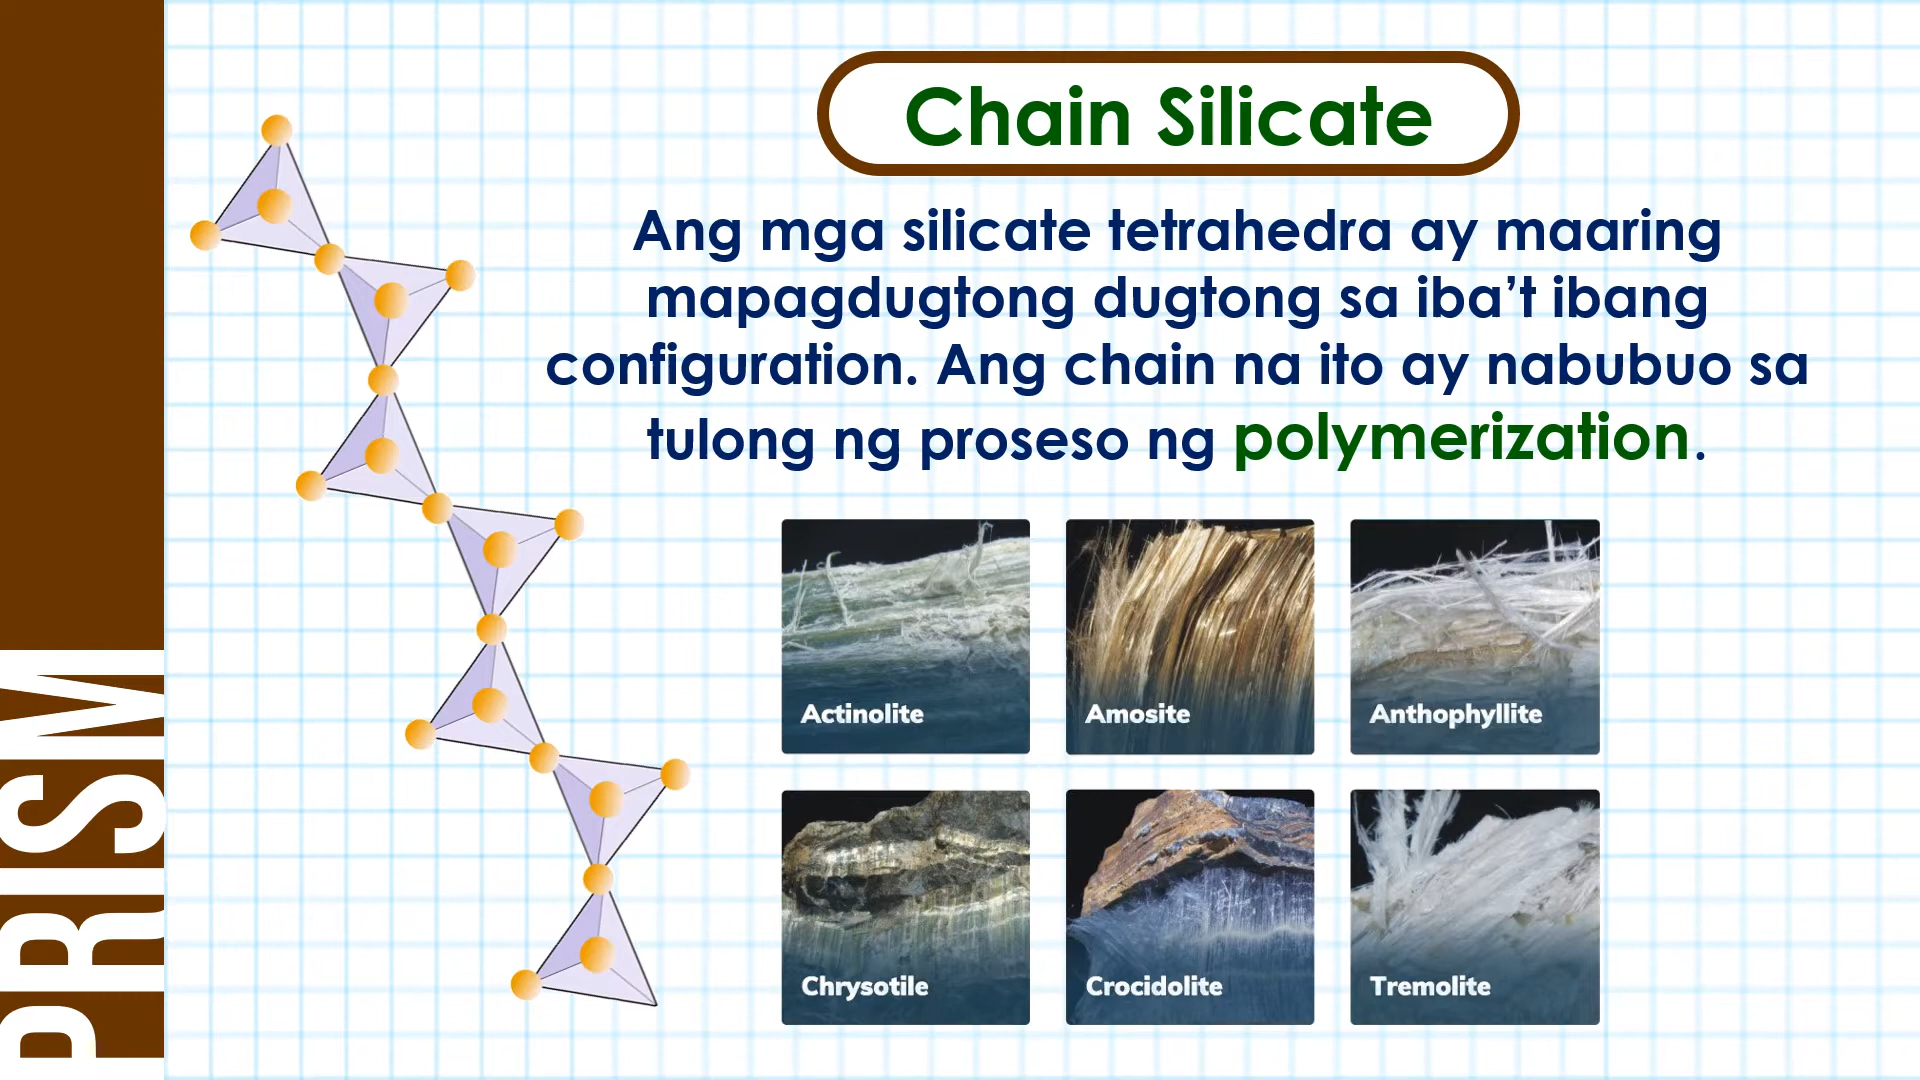 PRISM
Chain Silicate
Ang mga silicate tetrahedra ay maaring
mapagdugtong dugtong sa iba’t ibang
configuration. Ang chain na ito ay nabubuo sa
tulong ng proseso ng polymerization.
Actinolite
Amosite
Anthophyllite
Chrysotile
Crocidolite
Tremolite